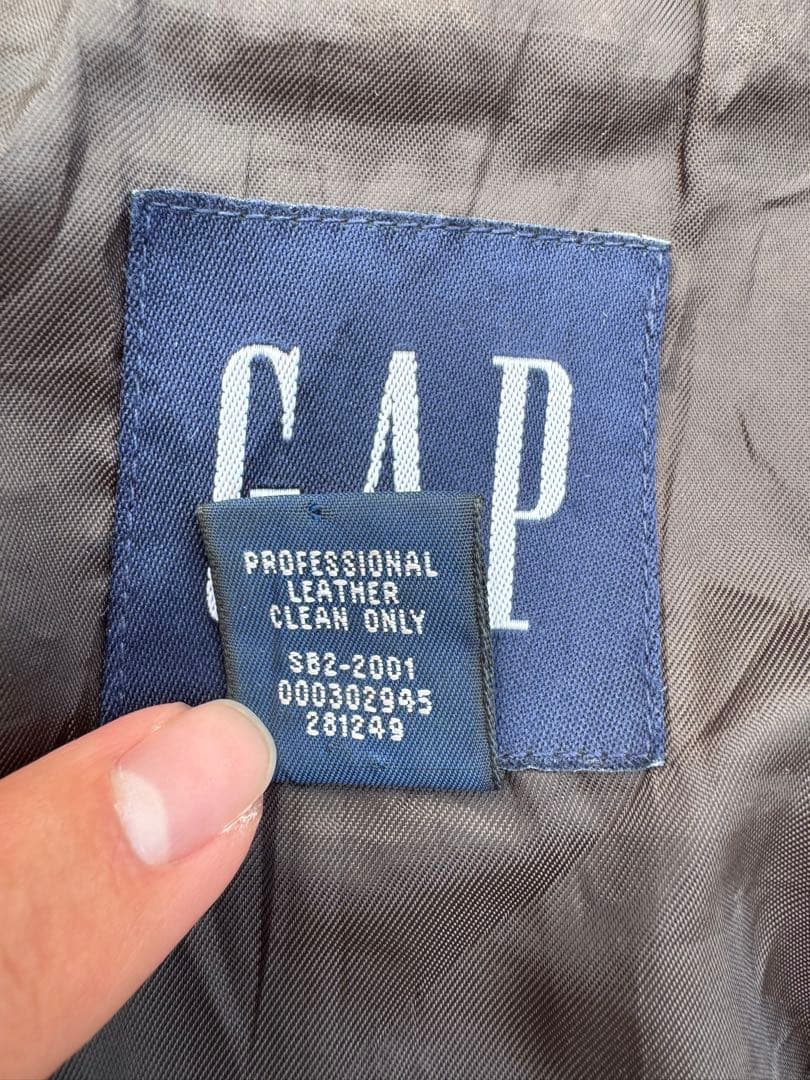 GAP
PROFESSIONAL
LEATHER
CLEAN ONLY
SB2-2001
000302945
281249